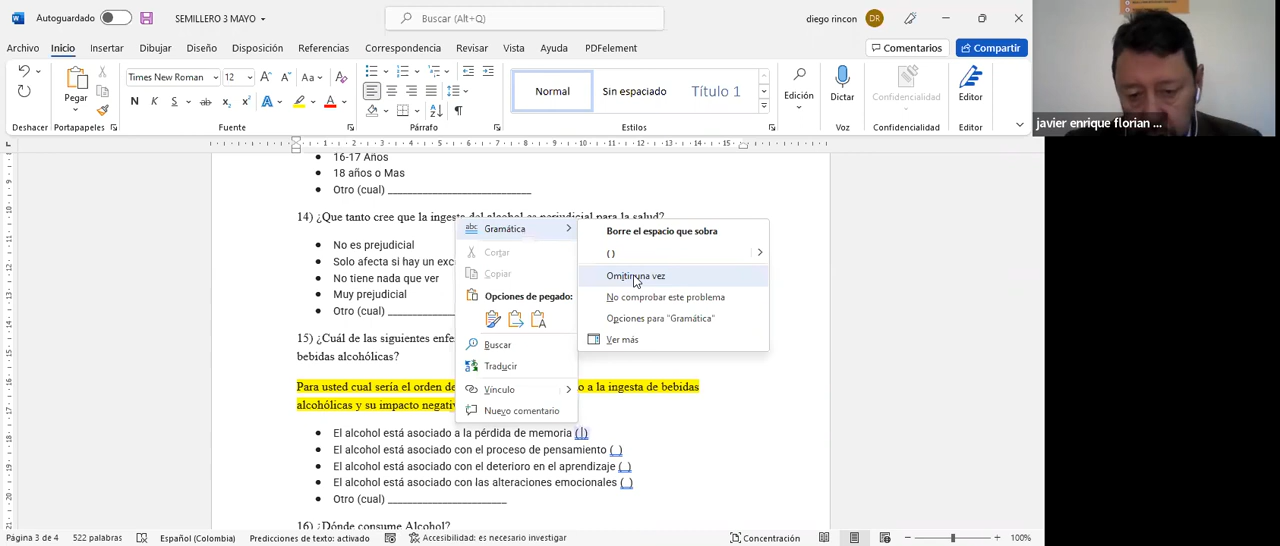 Autoguardado
SEMILLERO 3 MAYO
Buscar (Alt+Q)
diego rincon
DR
Archivo Inicio Insertar Dibujar Diseño Disposición Referencias Correspondencia Revisar Vista Ayuda PDFelement
Comentarios
Compartir
Pegar
Times New Roman 12
Aa
N K S ab x₂ x²
Normal
Sin espaciado
Título 1
Edición
Dictar
Confidencialidad
Editor
Deshacer Portapapeles Fuente Párrafo Estilos Voz Confidencialidad Editor
javier enrique florian ...
16-17 Años
18 años o Mas
Otro (cual) ____________________________
14) ¿Que tanto cree que la ingesta del alcohol es perjudicial para la salud?
No es prejudicial
Solo afecta si hay un exc
No tiene nada que ver
Muy prejudicial
Otro (cual)
15) ¿Cuál de las siguientes enfe
bebidas alcohólicas?
Para usted cual sería el orden de
o a la ingesta de bebidas
alcohólicas y su impacto negativ
El alcohol está asociado a la pérdida de memoria ( )
El alcohol está asociado con el proceso de pensamiento ( )
El alcohol está asociado con el deterioro en el aprendizaje ( )
El alcohol está asociado con las alteraciones emocionales ( )
Otro (cual) ______________________
16) ¿Dónde consume Alcohol?
Gramática
Cortar
Copiar
Opciones de pegado:
Buscar
Traducir
Vínculo
Nuevo comentario
Borre el espacio que sobra
()
Omitir una vez
No comprobar este problema
Opciones para "Gramática"
Ver más
Página 3 de 4 522 palabras Español (Colombia) Predicciones de texto: activado Accesibilidad: es necesario investigar Concentración 100%